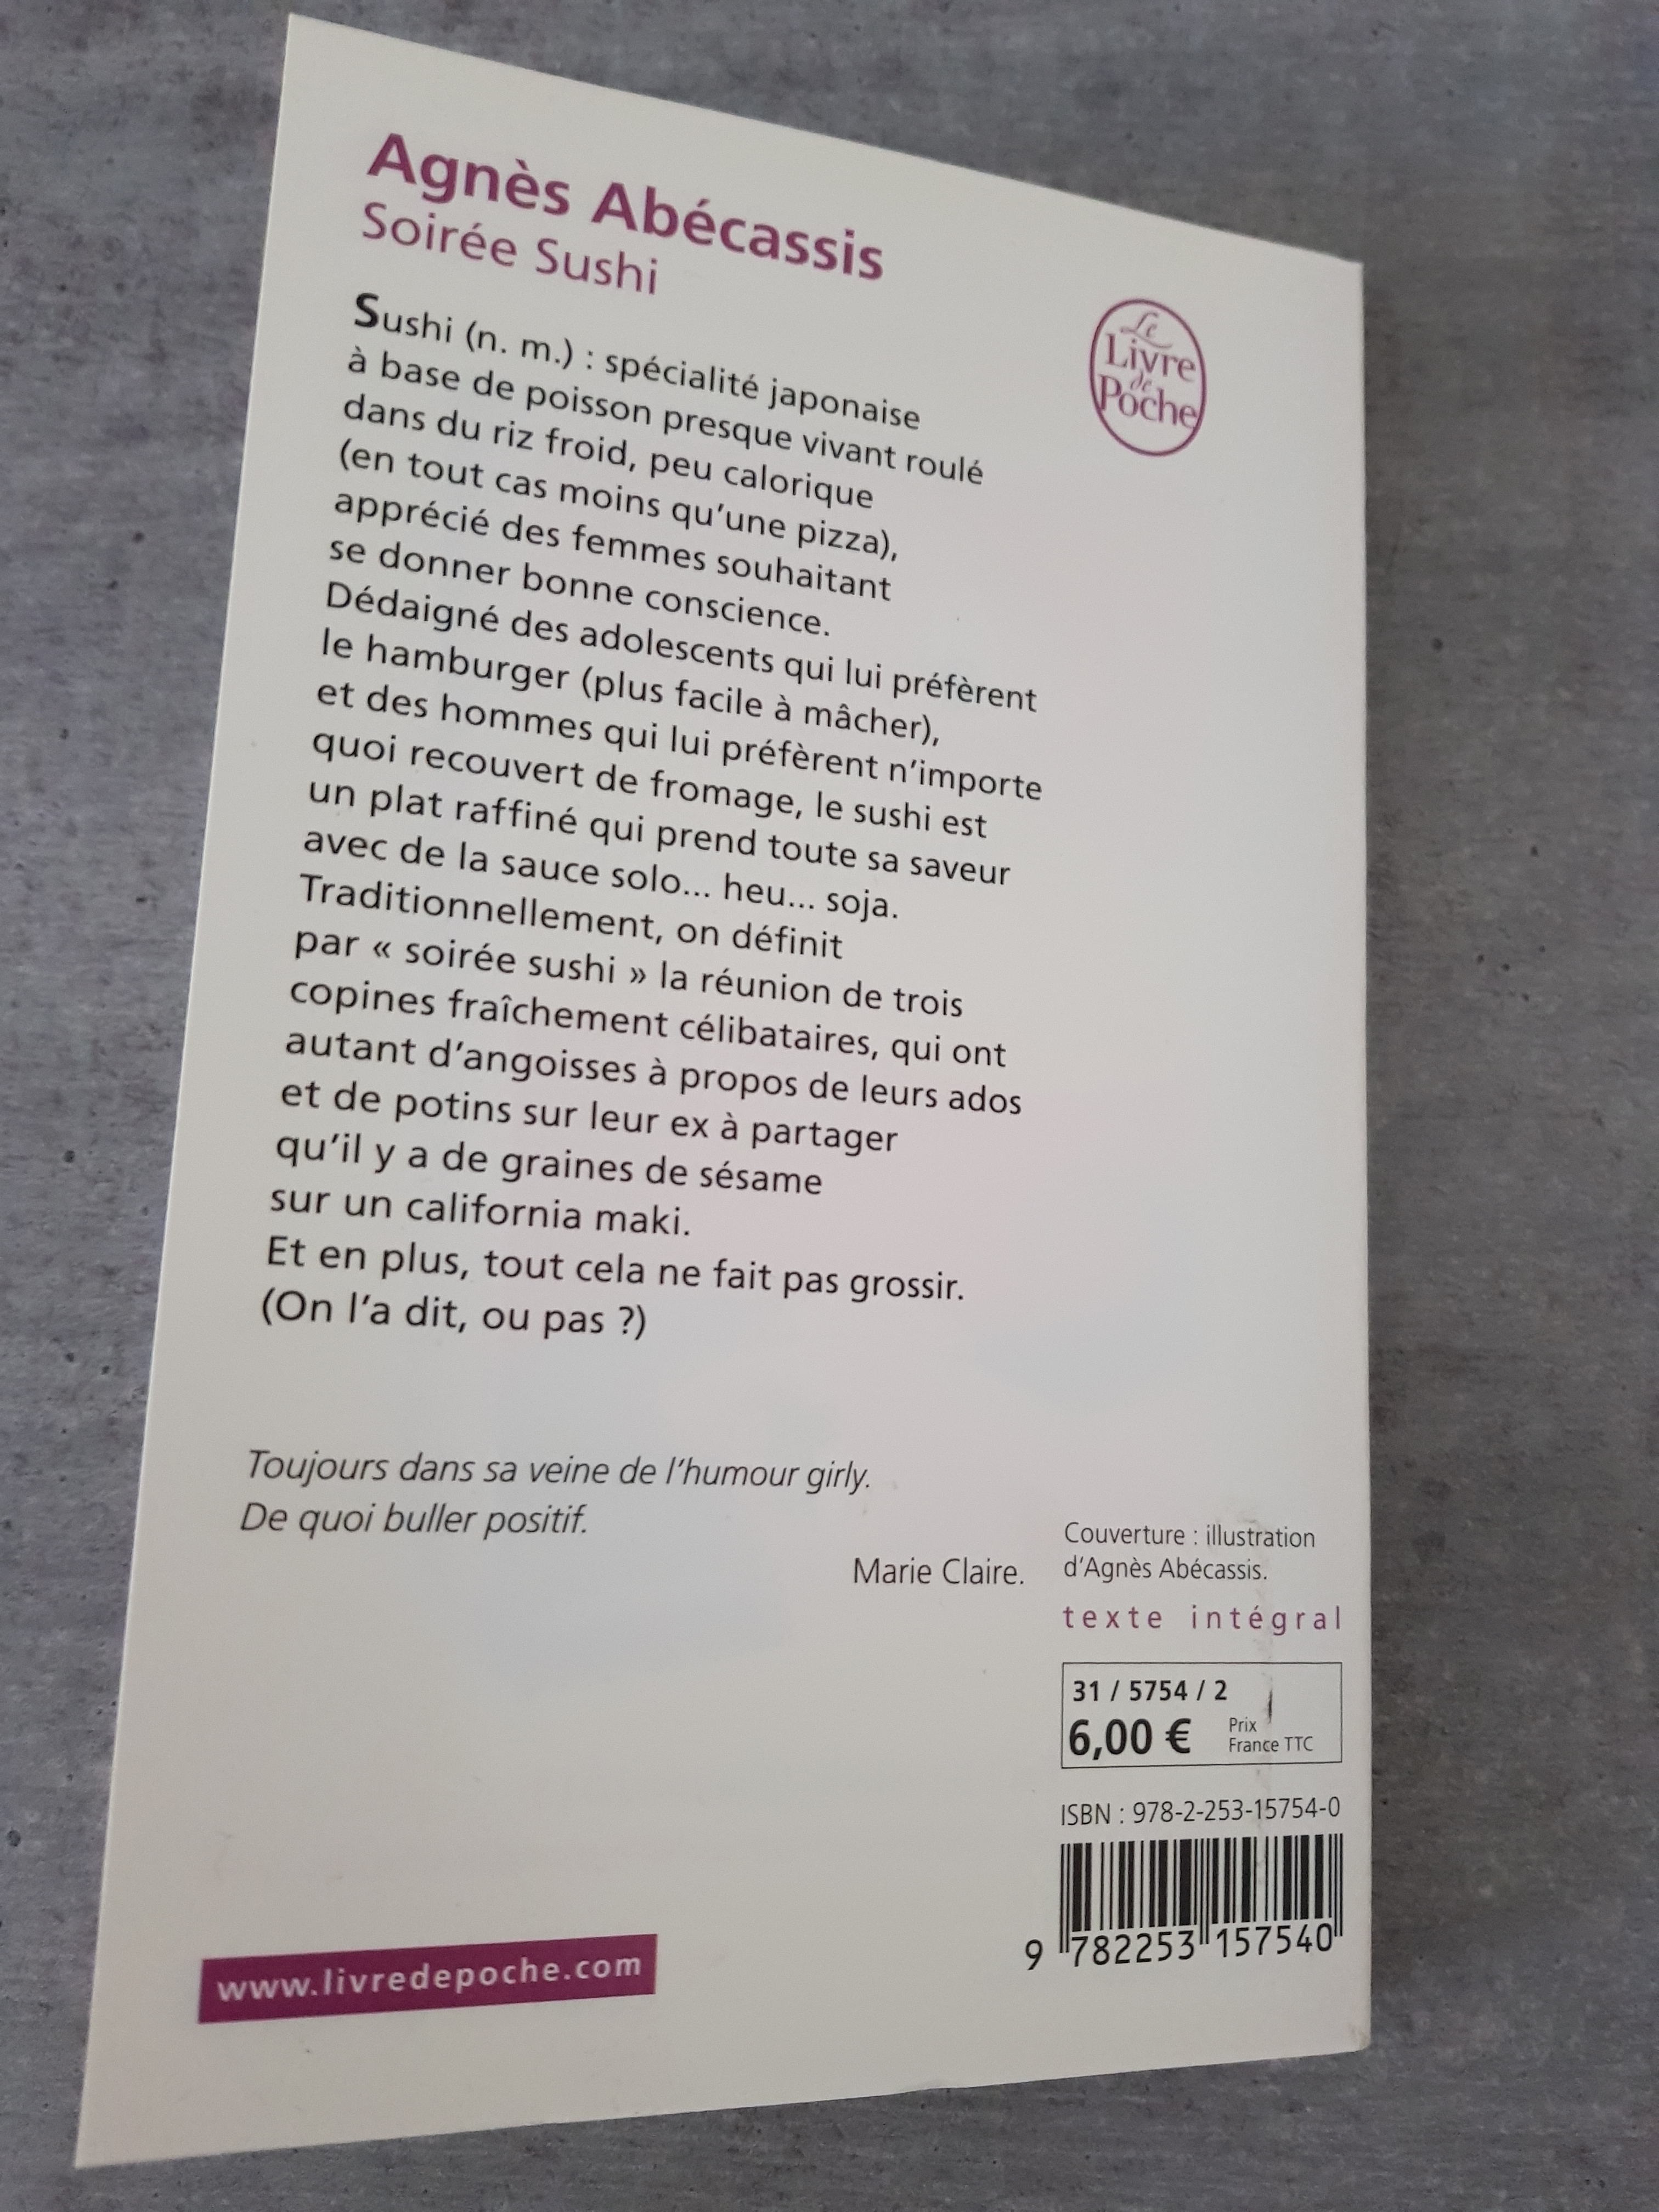 Agnès Abécassis
Soirée Sushi
Le
Livre
de
Poche
Sushi (n. m.) : spécialité japonaise
à base de poisson presque vivant roulé
dans du riz froid, peu calorique
(en tout cas moins qu’une pizza),
apprécié des femmes souhaitant
se donner bonne conscience.
Dédaigné des adolescents qui lui préfèrent
le hamburger (plus facile à mâcher),
et des hommes qui lui préfèrent n’importe
quoi recouvert de fromage, le sushi est
un plat raffiné qui prend toute sa saveur
avec de la sauce solo... heu... soja.
Traditionnellement, on définit
par « soirée sushi » la réunion de trois
copines fraîchement célibataires, qui ont
autant d’angoisses à propos de leurs ados
et de potins sur leur ex à partager
qu’il y a de graines de sésame
sur un california maki.
Et en plus, tout cela ne fait pas grossir.
(On l’a dit, ou pas ?)
Toujours dans sa veine de l’humour girly.
De quoi buller positif.
Marie Claire.
Couverture : illustration
d’Agnès Abécassis.
texte intégral
31 / 5754 / 2
6,00 € Prix
France TTC
ISBN : 978-2-253-15754-0
9 782253 157540
www.livredepoche.com